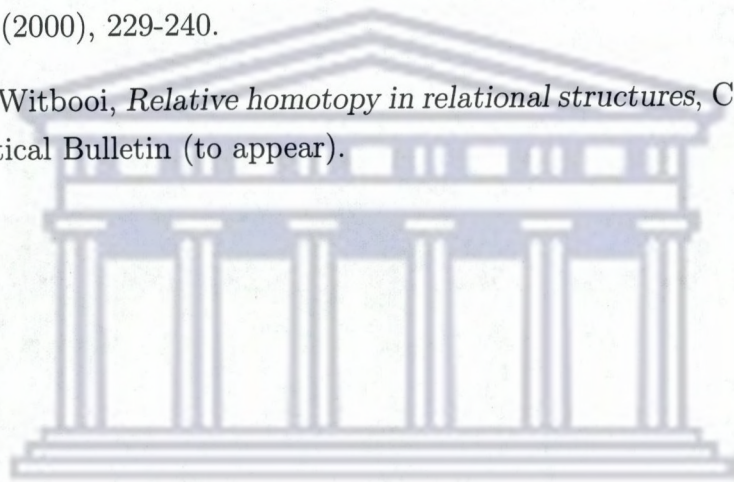 (2000), 229-240.
Witbooi, Relative homotopy in relational structures, C
tical Bulletin (to appear).